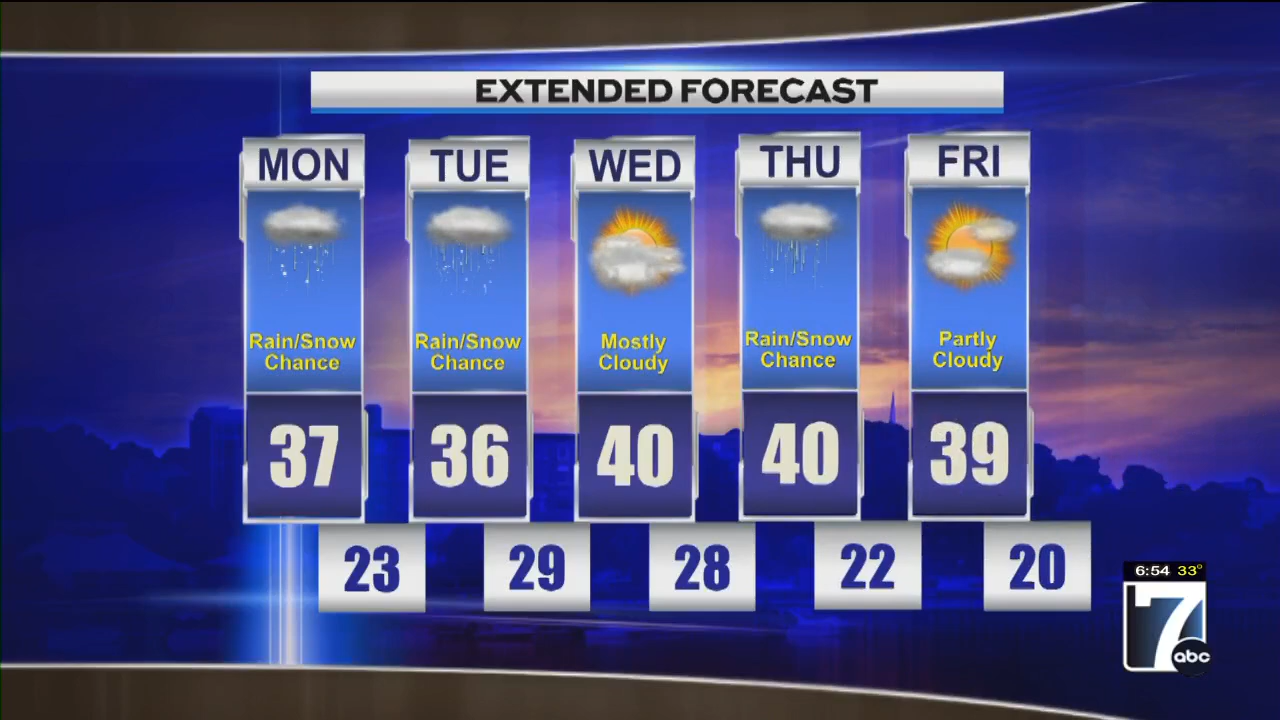 EXTENDED FORECAST
MON TUE WED THU FRI
Rain/Snow Rain/Snow Mostly Rain/Snow Partly
Chance Chance Cloudy Chance Cloudy
37 36 40 40 39
23 29 28 22 20
6:54 33°
7
abc